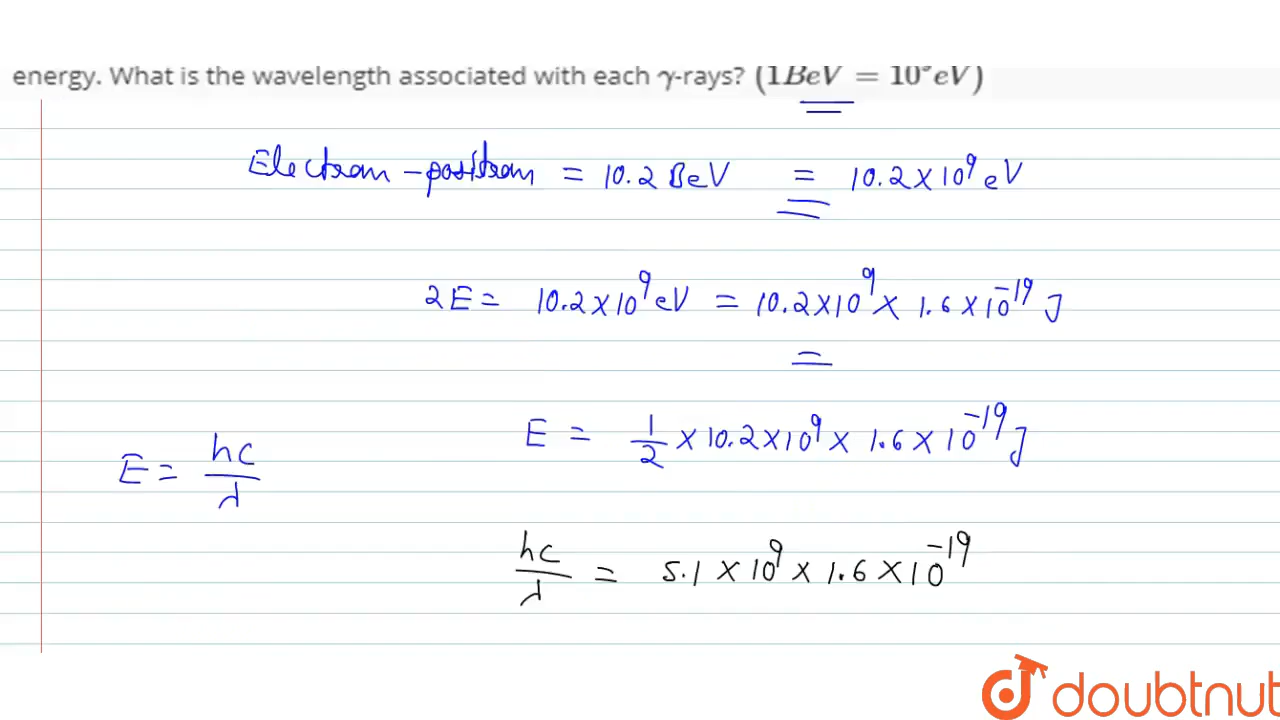 energy. What is the wavelength associated with each γ-rays? (1BeV = 10⁹eV)
Electron-positron = 10.2 BeV = 10.2 × 10⁹ eV
2E = 10.2 × 10⁹ eV = 10.2 × 10⁹ × 1.6 × 10⁻¹⁹ J
=
E = 1/2 × 10.2 × 10⁹ × 1.6 × 10⁻¹⁹ J
E = hc/λ
hc/λ = 5.1 × 10⁹ × 1.6 × 10⁻¹⁹
doubtnut